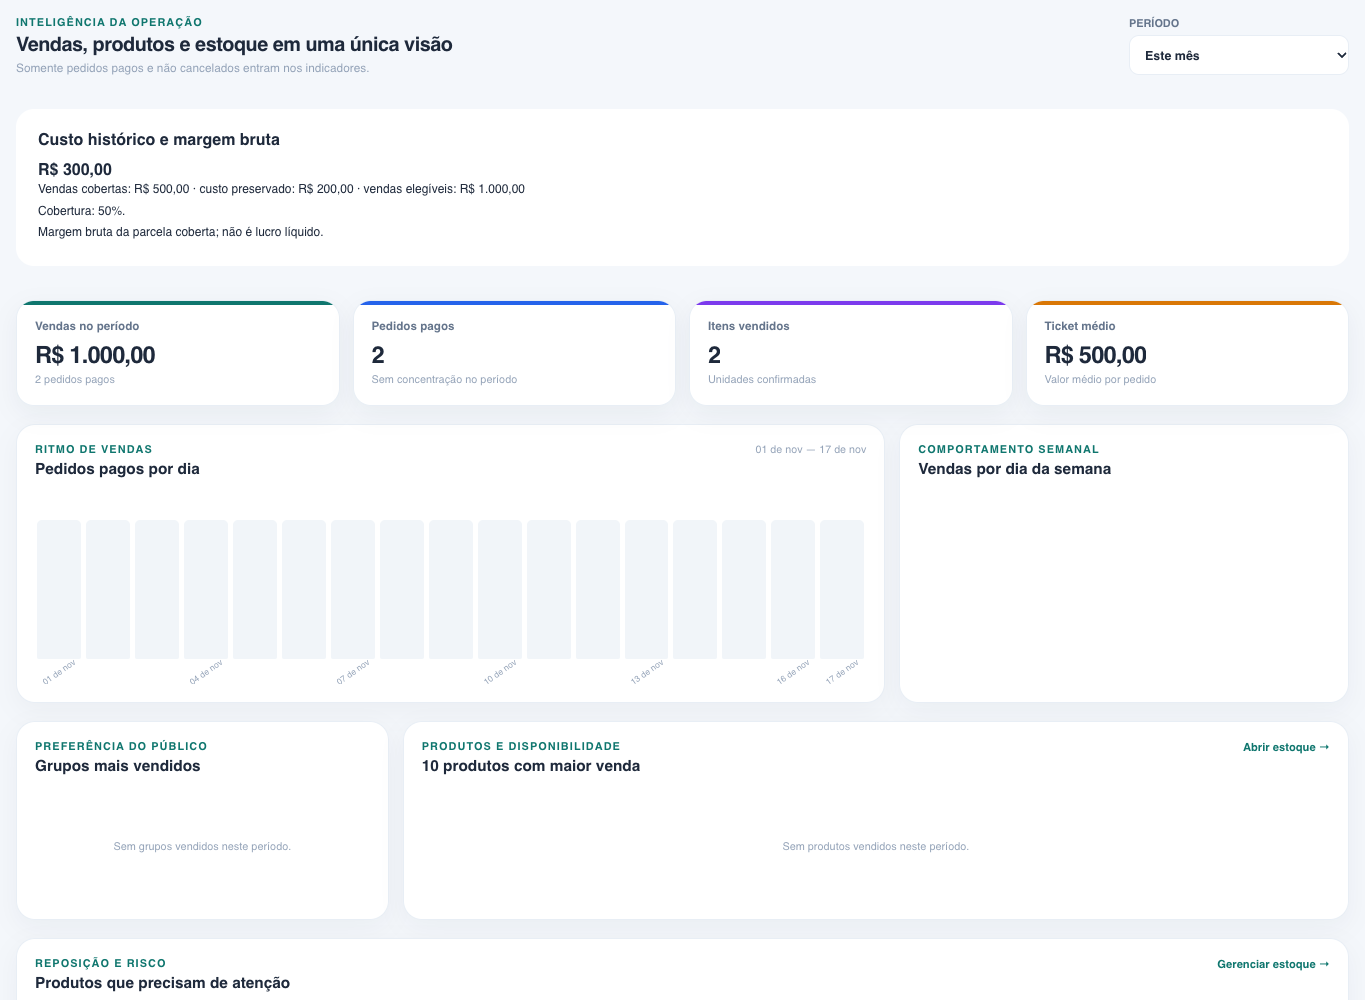 INTELIGÊNCIA DA OPERAÇÃO
Vendas, produtos e estoque em uma única visão
Somente pedidos pagos e não cancelados entram nos indicadores.
PERÍODO
Este mês
Custo histórico e margem bruta
R$ 300,00
Vendas cobertas: R$ 500,00 · custo preservado: R$ 200,00 · vendas elegíveis: R$ 1.000,00
Cobertura: 50%.
Margem bruta da parcela coberta; não é lucro líquido.
Vendas no período
R$ 1.000,00
2 pedidos pagos
Pedidos pagos
2
Sem concentração no período
Itens vendidos
2
Unidades confirmadas
Ticket médio
R$ 500,00
Valor médio por pedido
RITMO DE VENDAS
Pedidos pagos por dia
01 de nov — 17 de nov
01 de nov
04 de nov
07 de nov
10 de nov
13 de nov
16 de nov
17 de nov
COMPORTAMENTO SEMANAL
Vendas por dia da semana
PREFERÊNCIA DO PÚBLICO
Grupos mais vendidos
Sem grupos vendidos neste período.
PRODUTOS E DISPONIBILIDADE
10 produtos com maior venda
Abrir estoque →
Sem produtos vendidos neste período.
REPOSIÇÃO E RISCO
Produtos que precisam de atenção
Gerenciar estoque →